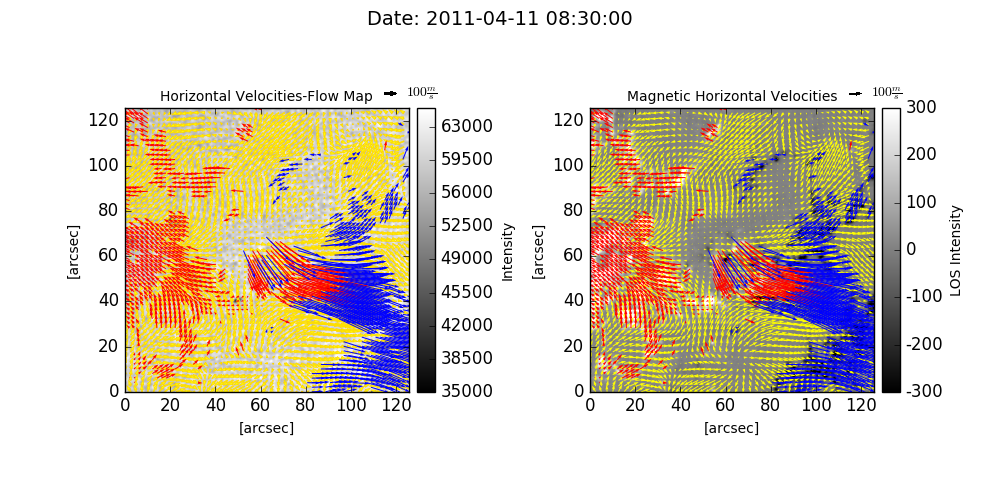 Date: 2011-04-11 08:30:00
Horizontal Velocities-Flow Map
100 m/s
120
100
80
60
40
20
0
[arcsec]
0 20 40 60 80 100 120
[arcsec]
63000
59500
56000
52500
49000
45500
42000
38500
35000
Intensity
Magnetic Horizontal Velocities
100 m/s
120
100
80
60
40
20
0
[arcsec]
0 20 40 60 80 100 120
[arcsec]
300
200
100
0
-100
-200
-300
LOS Intensity